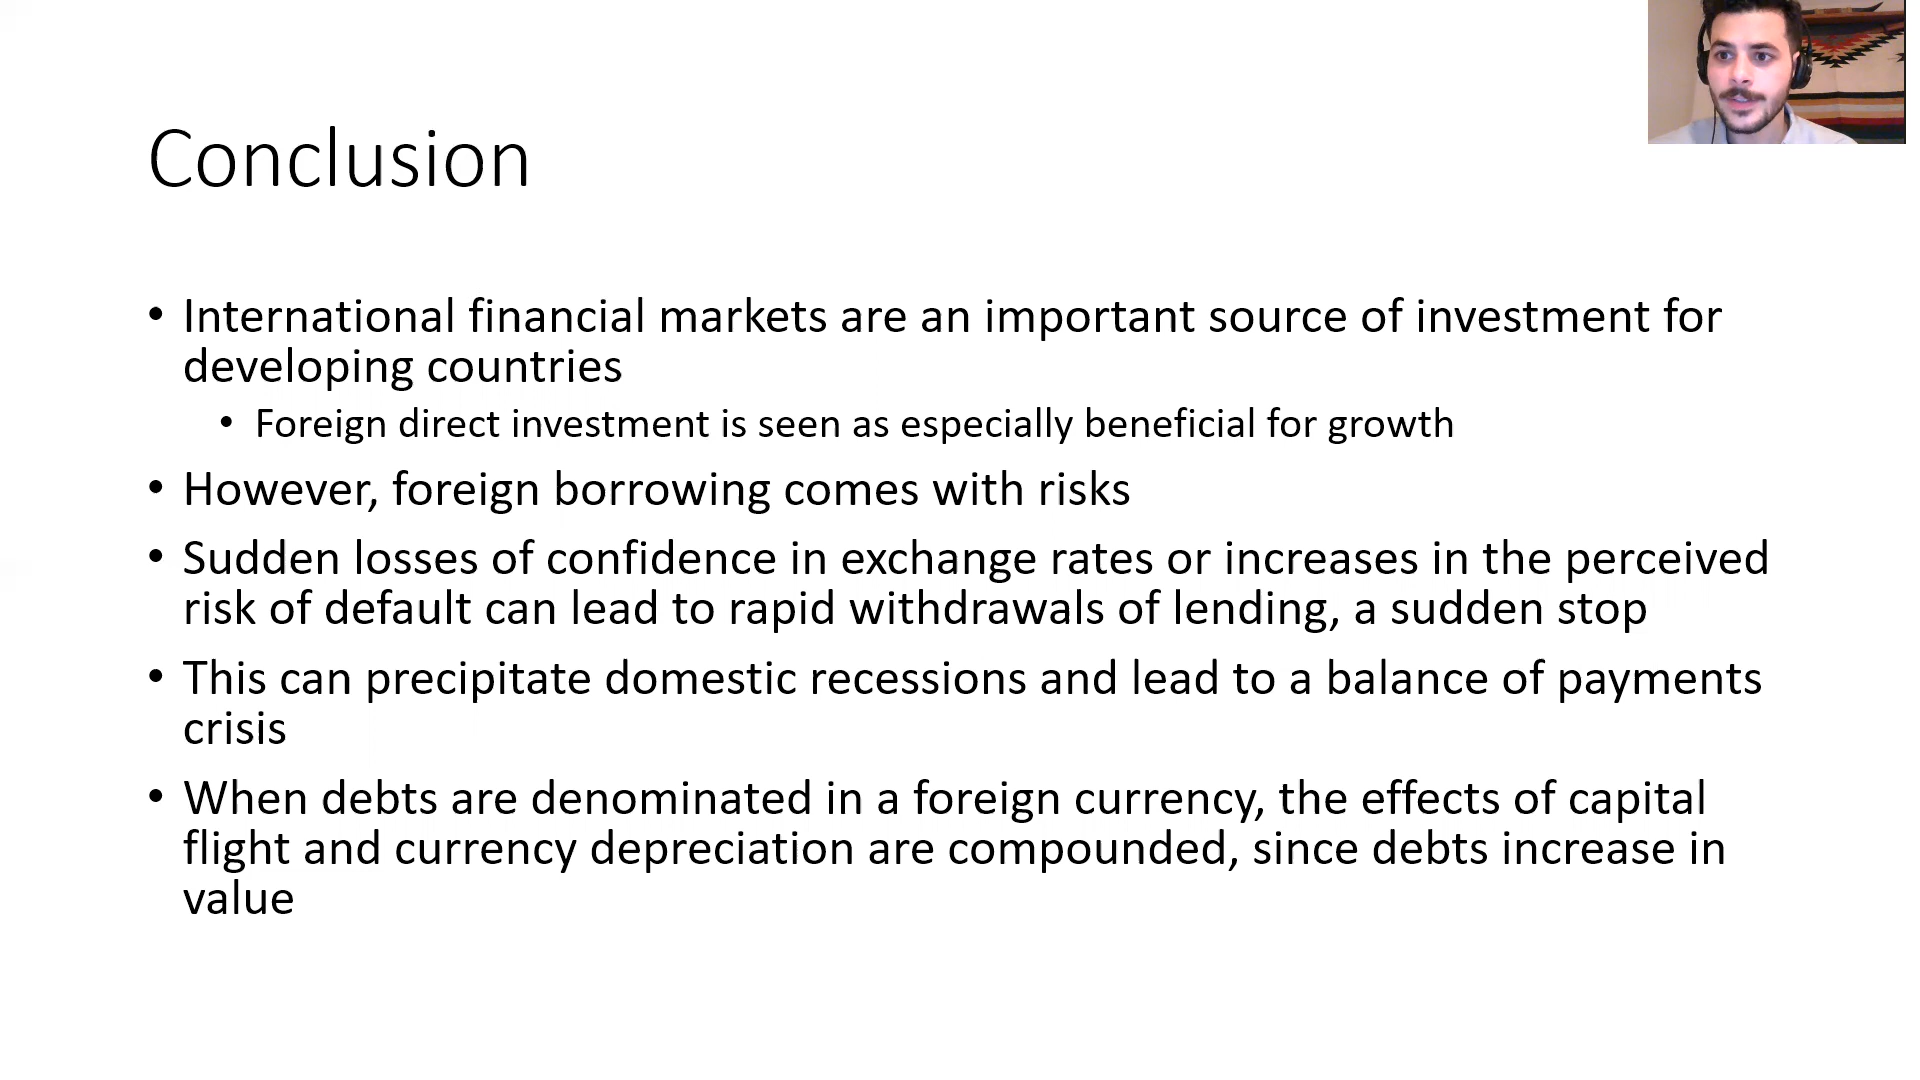 Conclusion
• International financial markets are an important source of investment for
developing countries
• Foreign direct investment is seen as especially beneficial for growth
• However, foreign borrowing comes with risks
• Sudden losses of confidence in exchange rates or increases in the perceived
risk of default can lead to rapid withdrawals of lending, a sudden stop
• This can precipitate domestic recessions and lead to a balance of payments
crisis
• When debts are denominated in a foreign currency, the effects of capital
flight and currency depreciation are compounded, since debts increase in
value